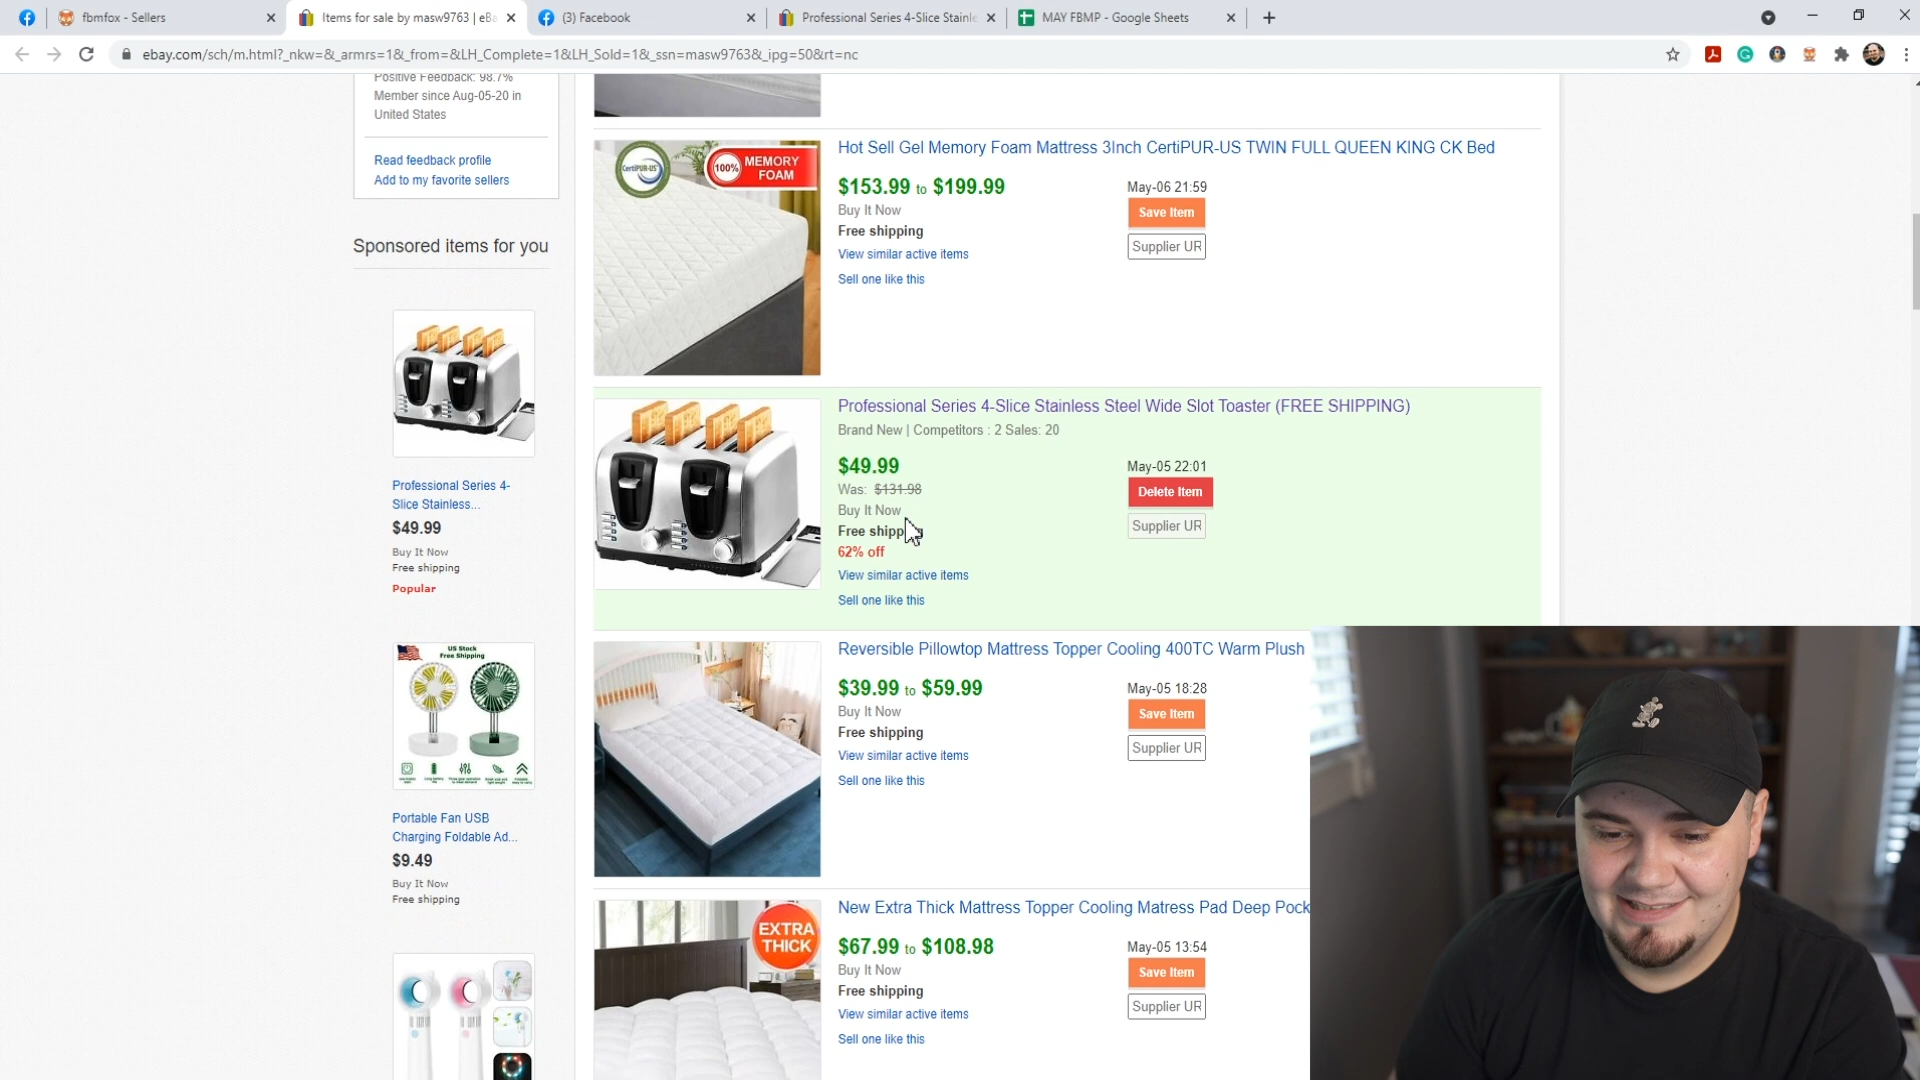 fbmfox - Sellers
Items for sale by masw9763 | eBa
(3) Facebook
Professional Series 4-Slice Stainle
MAY FBMP - Google Sheets
ebay.com/sch/m.html?_nkw=&_armrs=1&_from=&LH_Complete=1&LH_Sold=1&_ssn=masw9763&_ipg=50&rt=nc
Positive Feedback: 98.7%
Member since Aug-05-20 in
United States
Read feedback profile
Add to my favorite sellers
Sponsored items for you
Professional Series 4-
Slice Stainless...
$49.99
Buy It Now
Free shipping
Popular
US Stock
Free Shipping
Portable Fan USB
Charging Foldable Ad...
$9.49
Buy It Now
Free shipping
CertiPUR-US
100%
MEMORY
FOAM
Hot Sell Gel Memory Foam Mattress 3Inch CertiPUR-US TWIN FULL QUEEN KING CK Bed
$153.99 to $199.99
May-06 21:59
Buy It Now
Save Item
Free shipping
Supplier UR
View similar active items
Sell one like this
Professional Series 4-Slice Stainless Steel Wide Slot Toaster (FREE SHIPPING)
Brand New | Competitors : 2 Sales: 20
$49.99
May-05 22:01
Was: $131.98
Delete Item
Buy It Now
Free shipping
Supplier UR
62% off
View similar active items
Sell one like this
Reversible Pillowtop Mattress Topper Cooling 400TC Warm Plush
$39.99 to $59.99
May-05 18:28
Buy It Now
Save Item
Free shipping
Supplier UR
View similar active items
Sell one like this
EXTRA
THICK
New Extra Thick Mattress Topper Cooling Matress Pad Deep Pock
$67.99 to $108.98
May-05 13:54
Buy It Now
Save Item
Free shipping
Supplier UR
View similar active items
Sell one like this